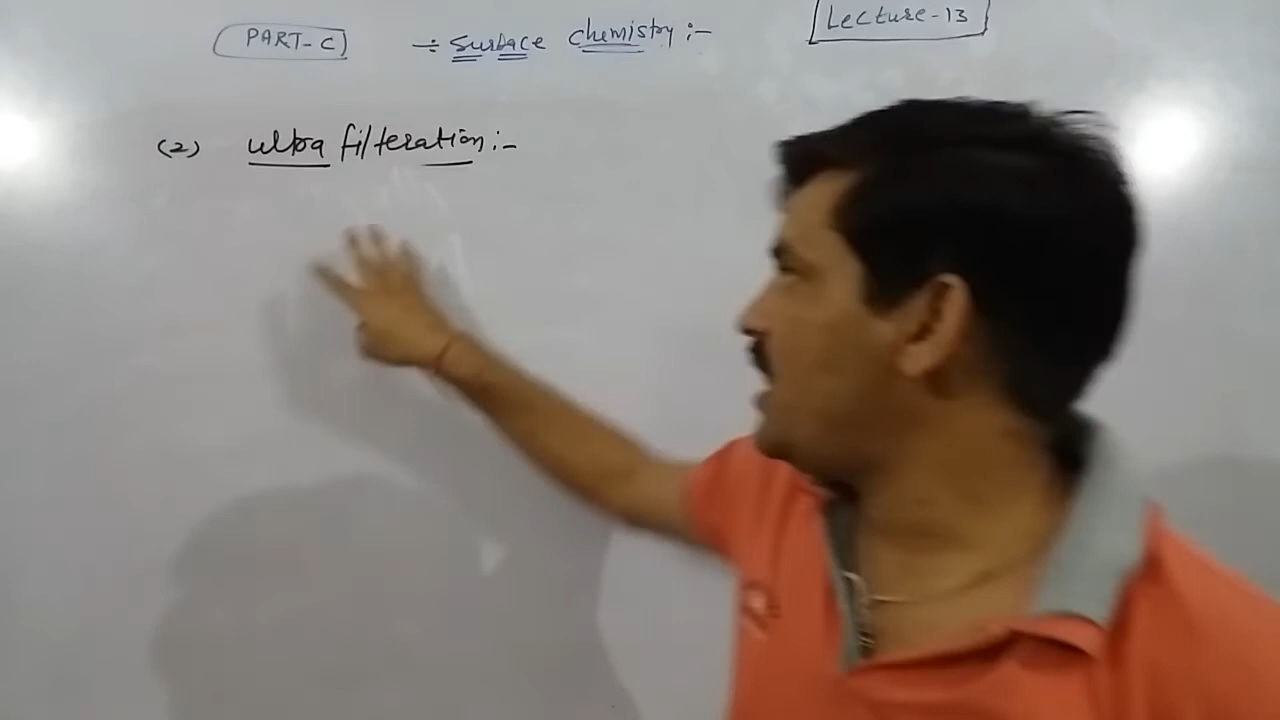 PART-C ÷ Surface chemistry :- Lecture-13
(2) ultra filteration :-